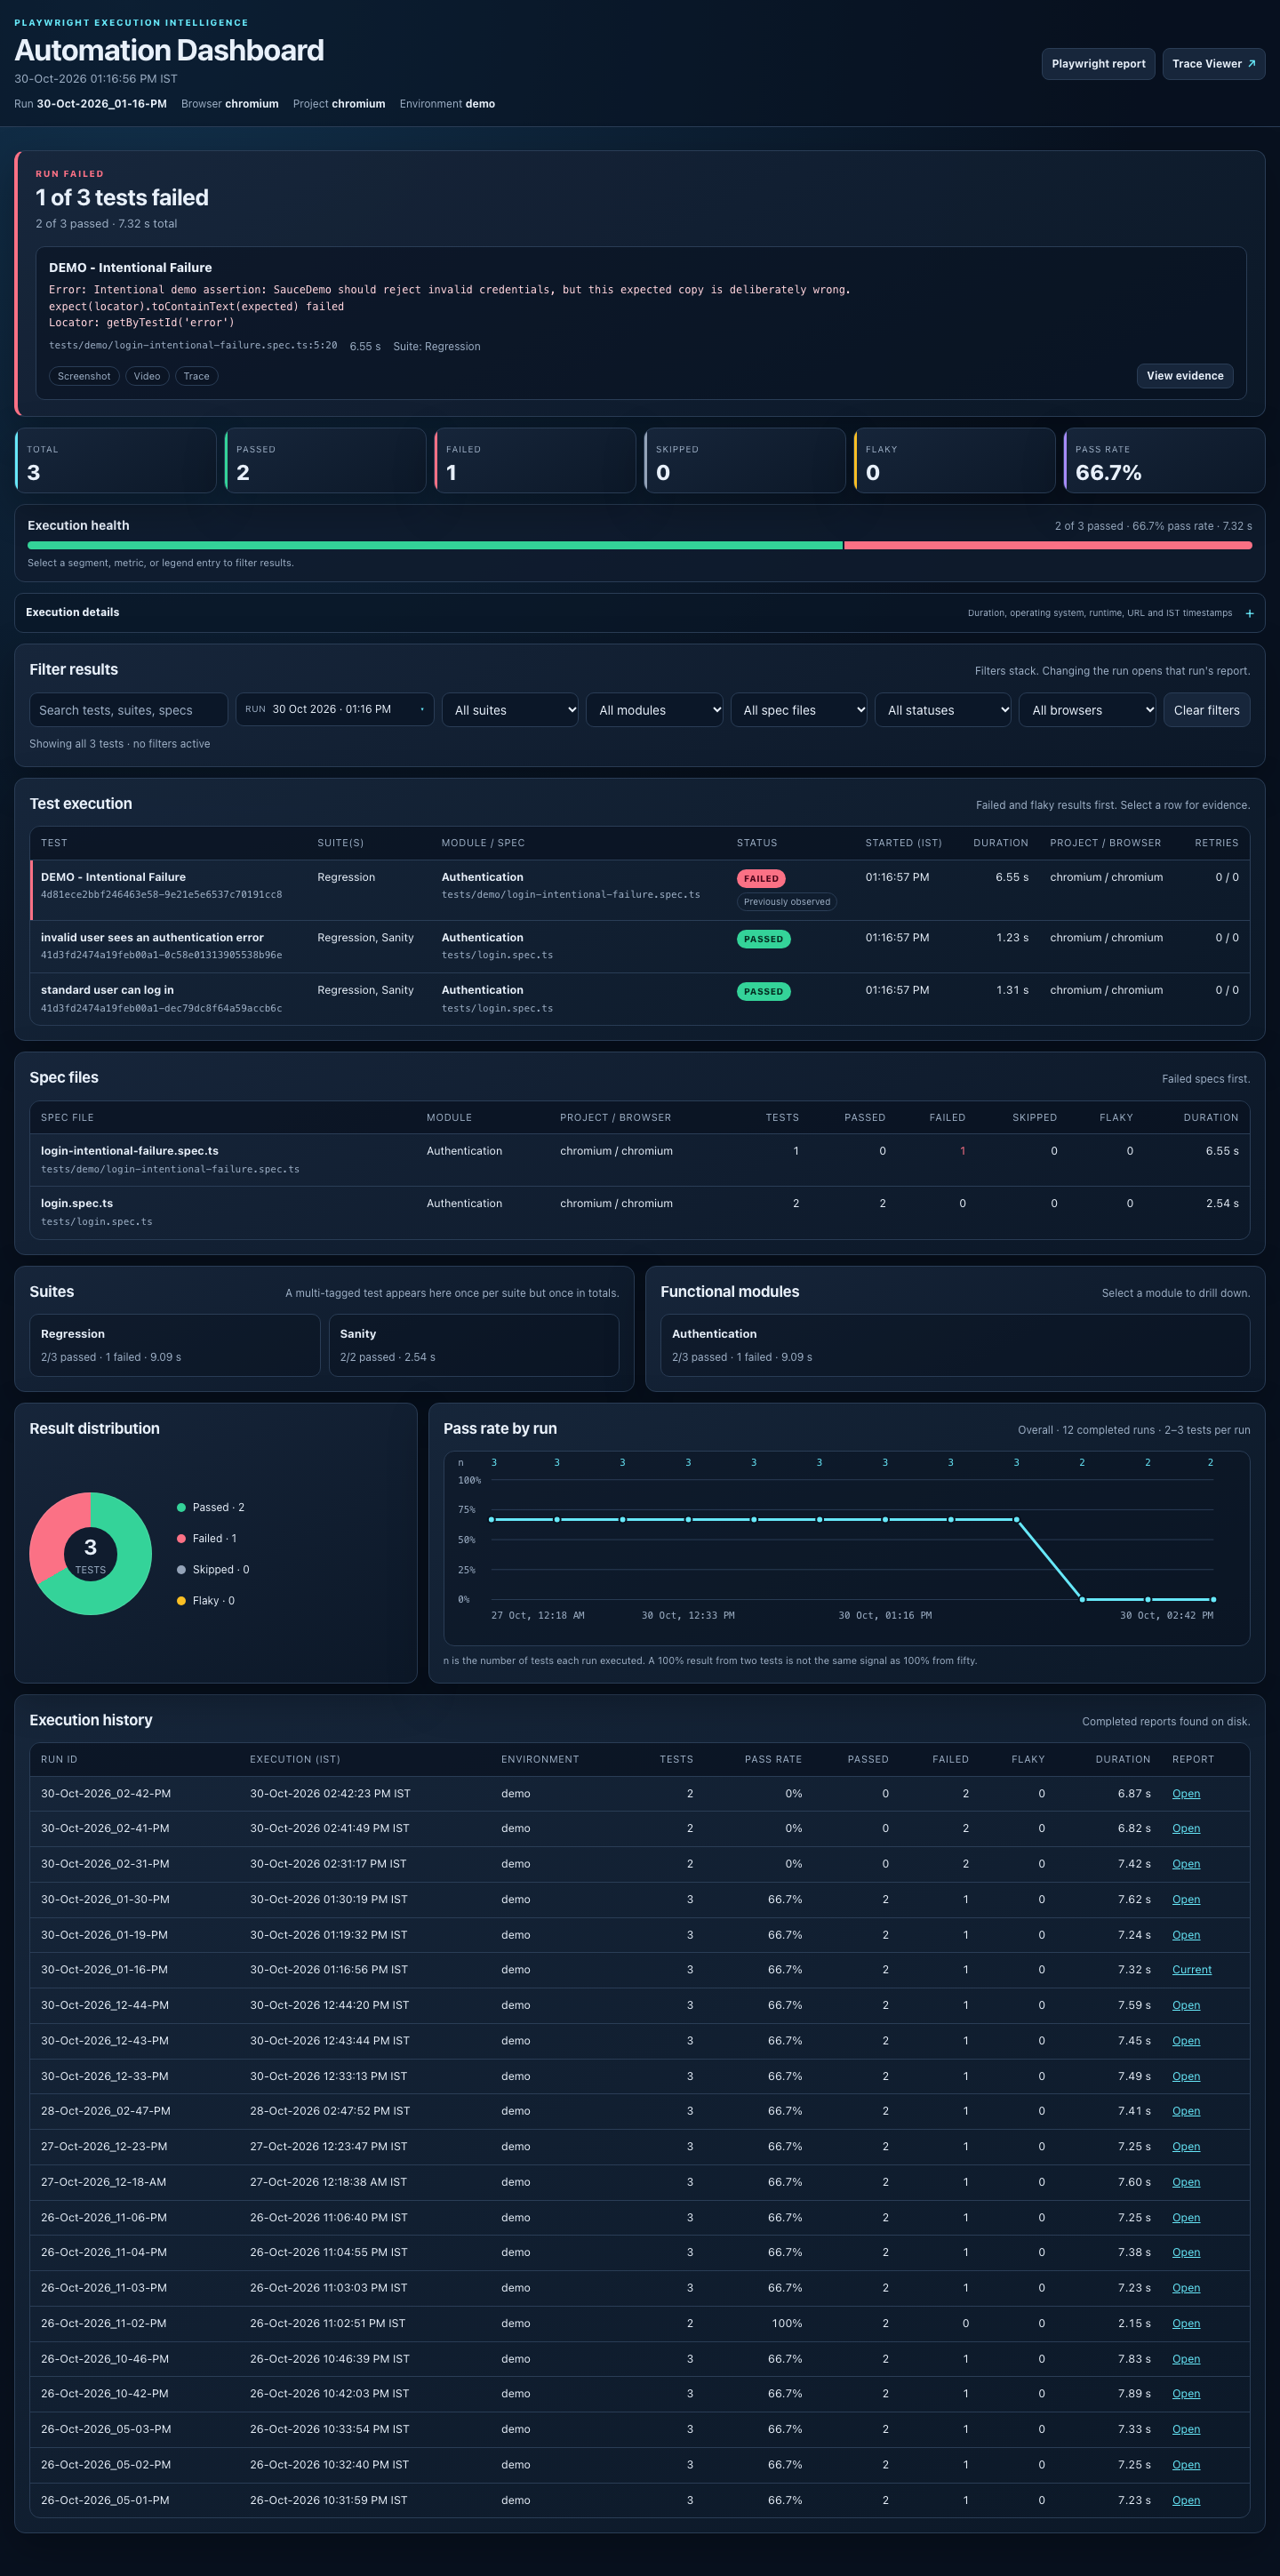 PLAYWRIGHT EXECUTION INTELLIGENCE
Automation Dashboard
30-Oct-2026 01:16:56 PM IST
Run 30-Oct-2026_01-16-PM Browser chromium Project chromium Environment demo
Playwright report Trace Viewer ↗
RUN FAILED
1 of 3 tests failed
2 of 3 passed · 7.32 s total
DEMO - Intentional Failure
Error: Intentional demo assertion: SauceDemo should reject invalid credentials, but this expected copy is deliberately wrong.
expect(locator).toContainText(expected) failed
Locator: getByTestId('error')
tests/demo/login-intentional-failure.spec.ts:5:20 6.55 s Suite: Regression
Screenshot Video Trace View evidence
TOTAL PASSED FAILED SKIPPED FLAKY PASS RATE
3 2 1 0 0 66.7%
Execution health 2 of 3 passed · 66.7% pass rate · 7.32 s
Select a segment, metric, or legend entry to filter results.
Execution details Duration, operating system, runtime, URL and IST timestamps +
Filter results Filters stack. Changing the run opens that run's report.
Search tests, suites, specs RUN 30 Oct 2026 · 01:16 PM All suites All modules All spec files All statuses All browsers Clear filters
Showing all 3 tests · no filters active
Test execution Failed and flaky results first. Select a row for evidence.
TEST SUITE(S) MODULE / SPEC STATUS STARTED (IST) DURATION PROJECT / BROWSER RETRIES
DEMO - Intentional Failure Regression Authentication FAILED 01:16:57 PM 6.55 s chromium / chromium 0 / 0
4d81ece2bbf246463e58-9e21e5e6537c70191cc8 tests/demo/login-intentional-failure.spec.ts Previously observed
invalid user sees an authentication error Regression, Sanity Authentication PASSED 01:16:57 PM 1.23 s chromium / chromium 0 / 0
41d3fd2474a19feb00a1-0c58e01313905538b96e tests/login.spec.ts
standard user can log in Regression, Sanity Authentication PASSED 01:16:57 PM 1.31 s chromium / chromium 0 / 0
41d3fd2474a19feb00a1-dec79dc8f64a59accb6c tests/login.spec.ts
Spec files Failed specs first.
SPEC FILE MODULE PROJECT / BROWSER TESTS PASSED FAILED SKIPPED FLAKY DURATION
login-intentional-failure.spec.ts Authentication chromium / chromium 1 0 1 0 0 6.55 s
tests/demo/login-intentional-failure.spec.ts
login.spec.ts Authentication chromium / chromium 2 2 0 0 0 2.54 s
tests/login.spec.ts
Suites A multi-tagged test appears here once per suite but once in totals.
Regression Sanity
2/3 passed · 1 failed · 9.09 s 2/2 passed · 2.54 s
Functional modules Select a module to drill down.
Authentication
2/3 passed · 1 failed · 9.09 s
Result distribution
3
TESTS
Passed · 2
Failed · 1
Skipped · 0
Flaky · 0
Pass rate by run Overall · 12 completed runs · 2–3 tests per run
n 3 3 3 3 3 3 3 3 3 2 2 2
100%
75%
50%
25%
0%
27 Oct, 12:18 AM 30 Oct, 12:33 PM 30 Oct, 01:16 PM 30 Oct, 02:42 PM
n is the number of tests each run executed. A 100% result from two tests is not the same signal as 100% from fifty.
Execution history Completed reports found on disk.
RUN ID EXECUTION (IST) ENVIRONMENT TESTS PASS RATE PASSED FAILED FLAKY DURATION REPORT
30-Oct-2026_02-42-PM 30-Oct-2026 02:42:23 PM IST demo 2 0% 0 2 0 6.87 s Open
30-Oct-2026_02-41-PM 30-Oct-2026 02:41:49 PM IST demo 2 0% 0 2 0 6.82 s Open
30-Oct-2026_02-31-PM 30-Oct-2026 02:31:17 PM IST demo 2 0% 0 2 0 7.42 s Open
30-Oct-2026_01-30-PM 30-Oct-2026 01:30:19 PM IST demo 3 66.7% 2 1 0 7.62 s Open
30-Oct-2026_01-19-PM 30-Oct-2026 01:19:32 PM IST demo 3 66.7% 2 1 0 7.24 s Open
30-Oct-2026_01-16-PM 30-Oct-2026 01:16:56 PM IST demo 3 66.7% 2 1 0 7.32 s Current
30-Oct-2026_12-44-PM 30-Oct-2026 12:44:20 PM IST demo 3 66.7% 2 1 0 7.59 s Open
30-Oct-2026_12-43-PM 30-Oct-2026 12:43:44 PM IST demo 3 66.7% 2 1 0 7.45 s Open
30-Oct-2026_12-33-PM 30-Oct-2026 12:33:13 PM IST demo 3 66.7% 2 1 0 7.49 s Open
28-Oct-2026_02-47-PM 28-Oct-2026 02:47:52 PM IST demo 3 66.7% 2 1 0 7.41 s Open
27-Oct-2026_12-23-PM 27-Oct-2026 12:23:47 PM IST demo 3 66.7% 2 1 0 7.25 s Open
27-Oct-2026_12-18-AM 27-Oct-2026 12:18:38 AM IST demo 3 66.7% 2 1 0 7.60 s Open
26-Oct-2026_11-06-PM 26-Oct-2026 11:06:40 PM IST demo 3 66.7% 2 1 0 7.25 s Open
26-Oct-2026_11-04-PM 26-Oct-2026 11:04:55 PM IST demo 3 66.7% 2 1 0 7.38 s Open
26-Oct-2026_11-03-PM 26-Oct-2026 11:03:03 PM IST demo 3 66.7% 2 1 0 7.23 s Open
26-Oct-2026_11-02-PM 26-Oct-2026 11:02:51 PM IST demo 2 100% 2 0 0 2.15 s Open
26-Oct-2026_10-46-PM 26-Oct-2026 10:46:39 PM IST demo 3 66.7% 2 1 0 7.83 s Open
26-Oct-2026_10-42-PM 26-Oct-2026 10:42:03 PM IST demo 3 66.7% 2 1 0 7.89 s Open
26-Oct-2026_05-03-PM 26-Oct-2026 10:33:54 PM IST demo 3 66.7% 2 1 0 7.33 s Open
26-Oct-2026_05-02-PM 26-Oct-2026 10:32:40 PM IST demo 3 66.7% 2 1 0 7.25 s Open
26-Oct-2026_05-01-PM 26-Oct-2026 10:31:59 PM IST demo 3 66.7% 2 1 0 7.23 s Open